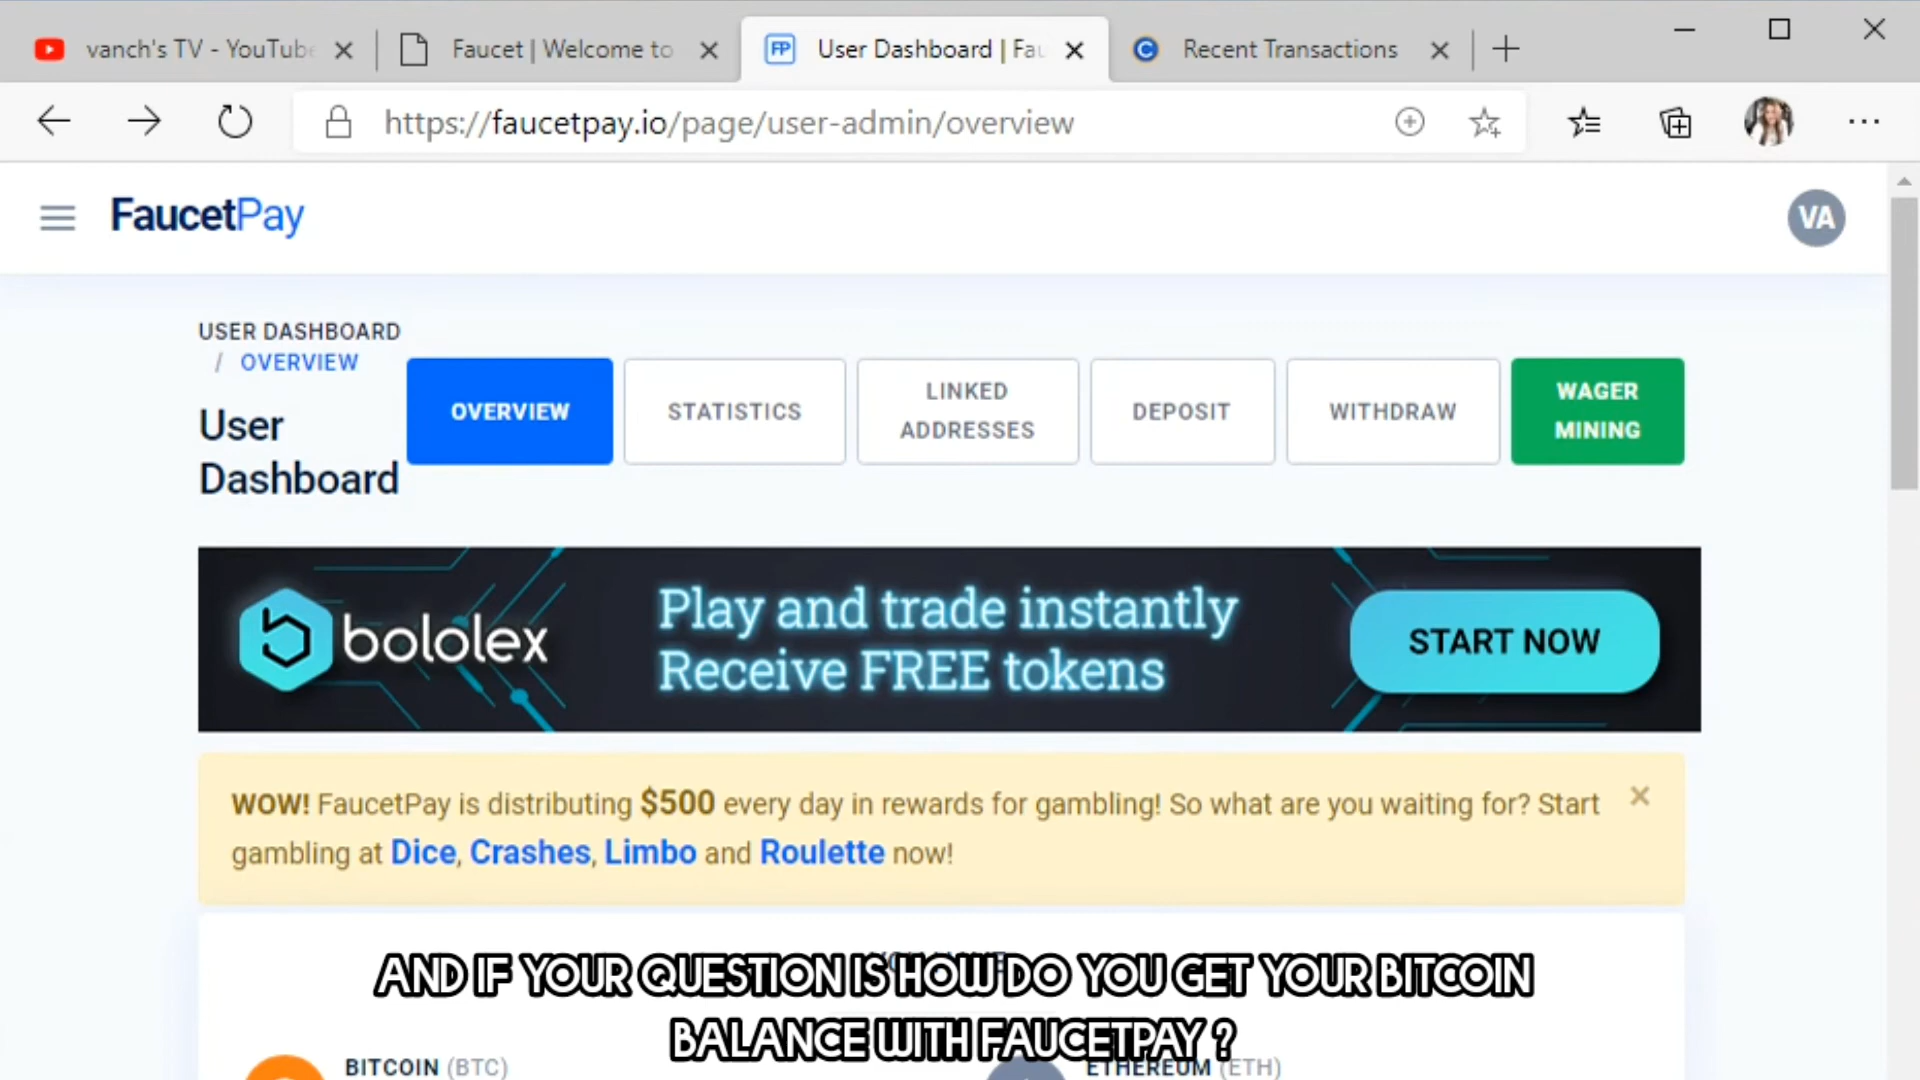 vanch's TV - YouTube
Faucet | Welcome to
FP
User Dashboard | Fau
Recent Transactions
https://faucetpay.io/page/user-admin/overview
FaucetPay
VA
USER DASHBOARD
/ OVERVIEW
User
Dashboard
OVERVIEW
STATISTICS
LINKED
ADDRESSES
DEPOSIT
WITHDRAW
WAGER
MINING
bololex
Play and trade instantly
Receive FREE tokens
START NOW
WOW! FaucetPay is distributing $500 every day in rewards for gambling! So what are you waiting for? Start
gambling at Dice, Crashes, Limbo and Roulette now!
AND IF YOUR QUESTION IS HOW DO YOU GET YOUR BITCOIN
BALANCE WITH FAUCETPAY ?
BITCOIN (BTC)
ETHEREUM (ETH)